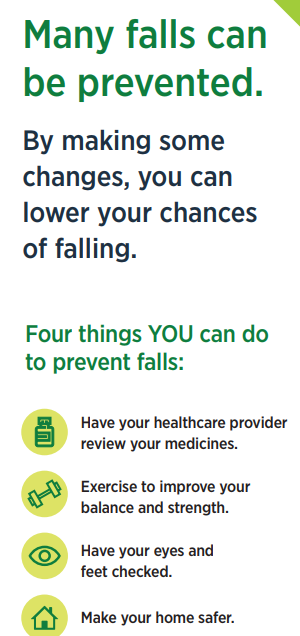 Many falls can
be prevented.
By making some
changes, you can
lower your chances
of falling.
Four things YOU can do
to prevent falls:
Have your healthcare provider
review your medicines.
Exercise to improve your
balance and strength.
Have your eyes and
feet checked.
Make your home safer.